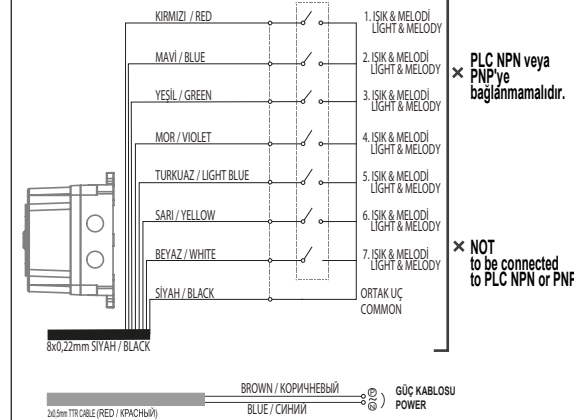 KIRMIZI / RED
1. IŞIK & MELODİ
LIGHT & MELODY
MAVİ / BLUE
2. IŞIK & MELODİ
LIGHT & MELODY
YEŞİL / GREEN
3. IŞIK & MELODİ
LIGHT & MELODY
MOR / VIOLET
4. IŞIK & MELODİ
LIGHT & MELODY
TURKUAZ / LIGHT BLUE
5. IŞIK & MELODİ
LIGHT & MELODY
SARI / YELLOW
6. IŞIK & MELODİ
LIGHT & MELODY
BEYAZ / WHITE
7. IŞIK & MELODİ
LIGHT & MELODY
SİYAH / BLACK
ORTAK UÇ
COMMON
× PLC NPN veya
PNP'ye
bağlanmamalıdır.
× NOT
to be connected
to PLC NPN or PNP
8x0,22mm SİYAH / BLACK
2x0,5mm TTR CABLE (RED / КРАСНЫЙ)
BROWN / КОРИЧНЕВЫЙ
BLUE / СИНИЙ
P
N
GÜÇ KABLOSU
POWER